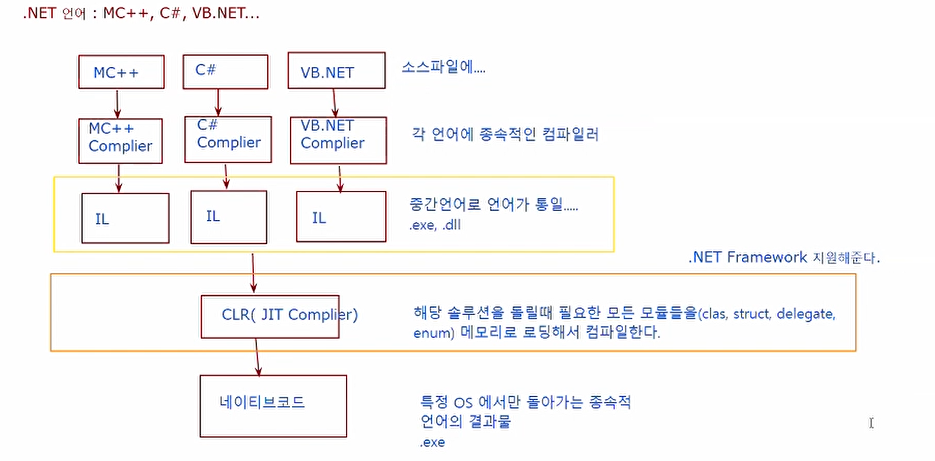 .NET 언어 : MC++, C#, VB.NET...
MC++
C#
VB.NET
소스파일에....
MC++
Complier
C#
Complier
VB.NET
Complier
각 언어에 종속적인 컴파일러
IL
IL
IL
중간언어로 언어가 통일.....
.exe, .dll
.NET Framework 지원해준다.
CLR( JIT Complier)
해당 솔루션을 돌릴때 필요한 모든 모듈들을(clas, struct, delegate,
enum) 메모리로 로딩해서 컴파일한다.
네이티브코드
특정 OS 에서만 돌아가는 종속적
언어의 결과물
.exe